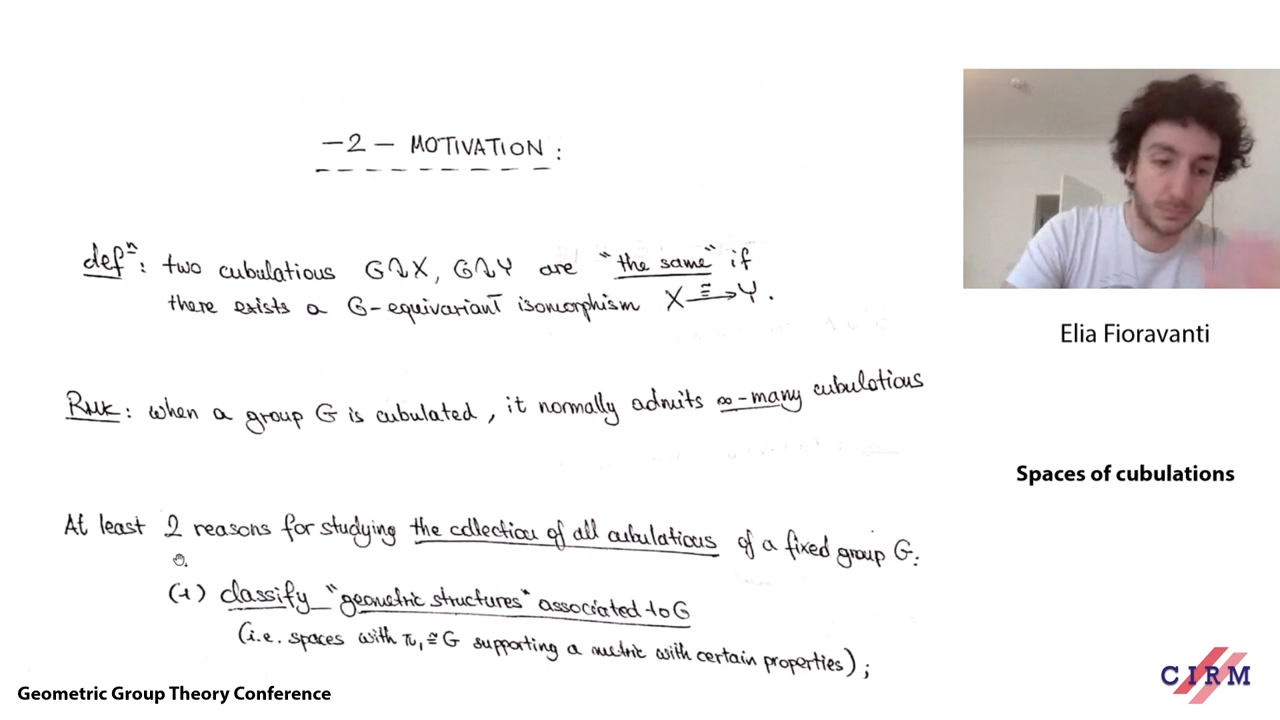 -2- MOTIVATION:
defⁿ: two cubulations G↷X, G↷Y are "the same" if
there exists a G-equivariant isomorphism X ≅→ Y.
Rmk: when a group G is cubulated, it normally admits ∞-many cubulations
At least 2 reasons for studying the collection of all cubulations of a fixed group G:
(1) classify "geometric structures" associated to G
(i.e. spaces with π₁≅G supporting a metric with certain properties);
Elia Fioravanti
Spaces of cubulations
Geometric Group Theory Conference
CIRM